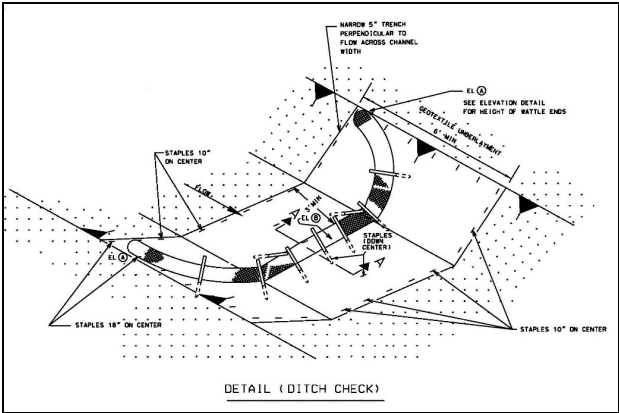 NARROW 5" TRENCH
PERPENDICULAR TO
FLOW ACROSS CHANNEL
WIDTH
EL A
SEE ELEVATION DETAIL
FOR HEIGHT OF WATTLE ENDS
GEOTEXTILE UNDERLAYMENT
6' MIN
STAPLES 10"
ON CENTER
FLOW
3' MIN
A
EL B
STAPLES
(DOWN
CENTER)
A
EL A
STAPLES 18" ON CENTER
STAPLES 10" ON CENTER
DETAIL (DITCH CHECK)